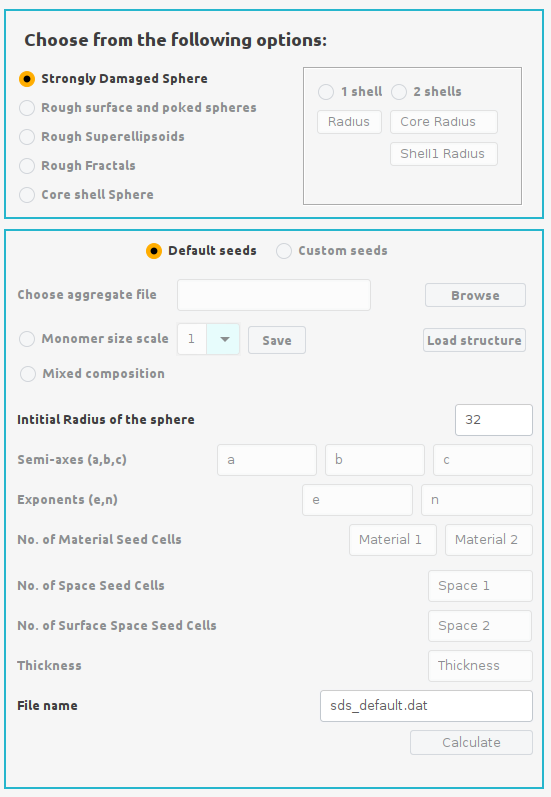 Choose from the following options:
Strongly Damaged Sphere
Rough surface and poked spheres
Rough Superellipsoids
Rough Fractals
Core shell Sphere
1 shell 2 shells
Radius Core Radius
Shell1 Radius
Default seeds Custom seeds
Choose aggregate file Browse
Monomer size scale 1 Save Load structure
Mixed composition
Intitial Radius of the sphere 32
Semi-axes (a,b,c) a b c
Exponents (e,n) e n
No. of Material Seed Cells Material 1 Material 2
No. of Space Seed Cells Space 1
No. of Surface Space Seed Cells Space 2
Thickness Thickness
File name sds_default.dat
Calculate